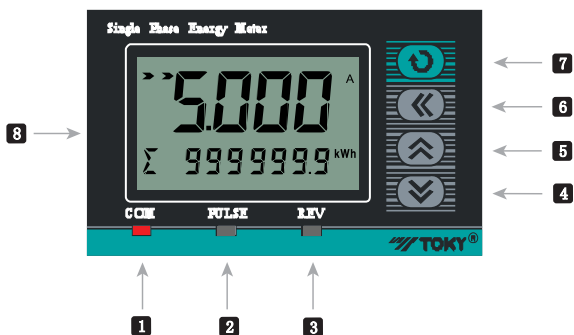 Single Phase Energy Meter
5.000 A
Σ 999999.9 kWh
COM PULSE REV
TOKY®
7
6
5
4
8
1 2 3